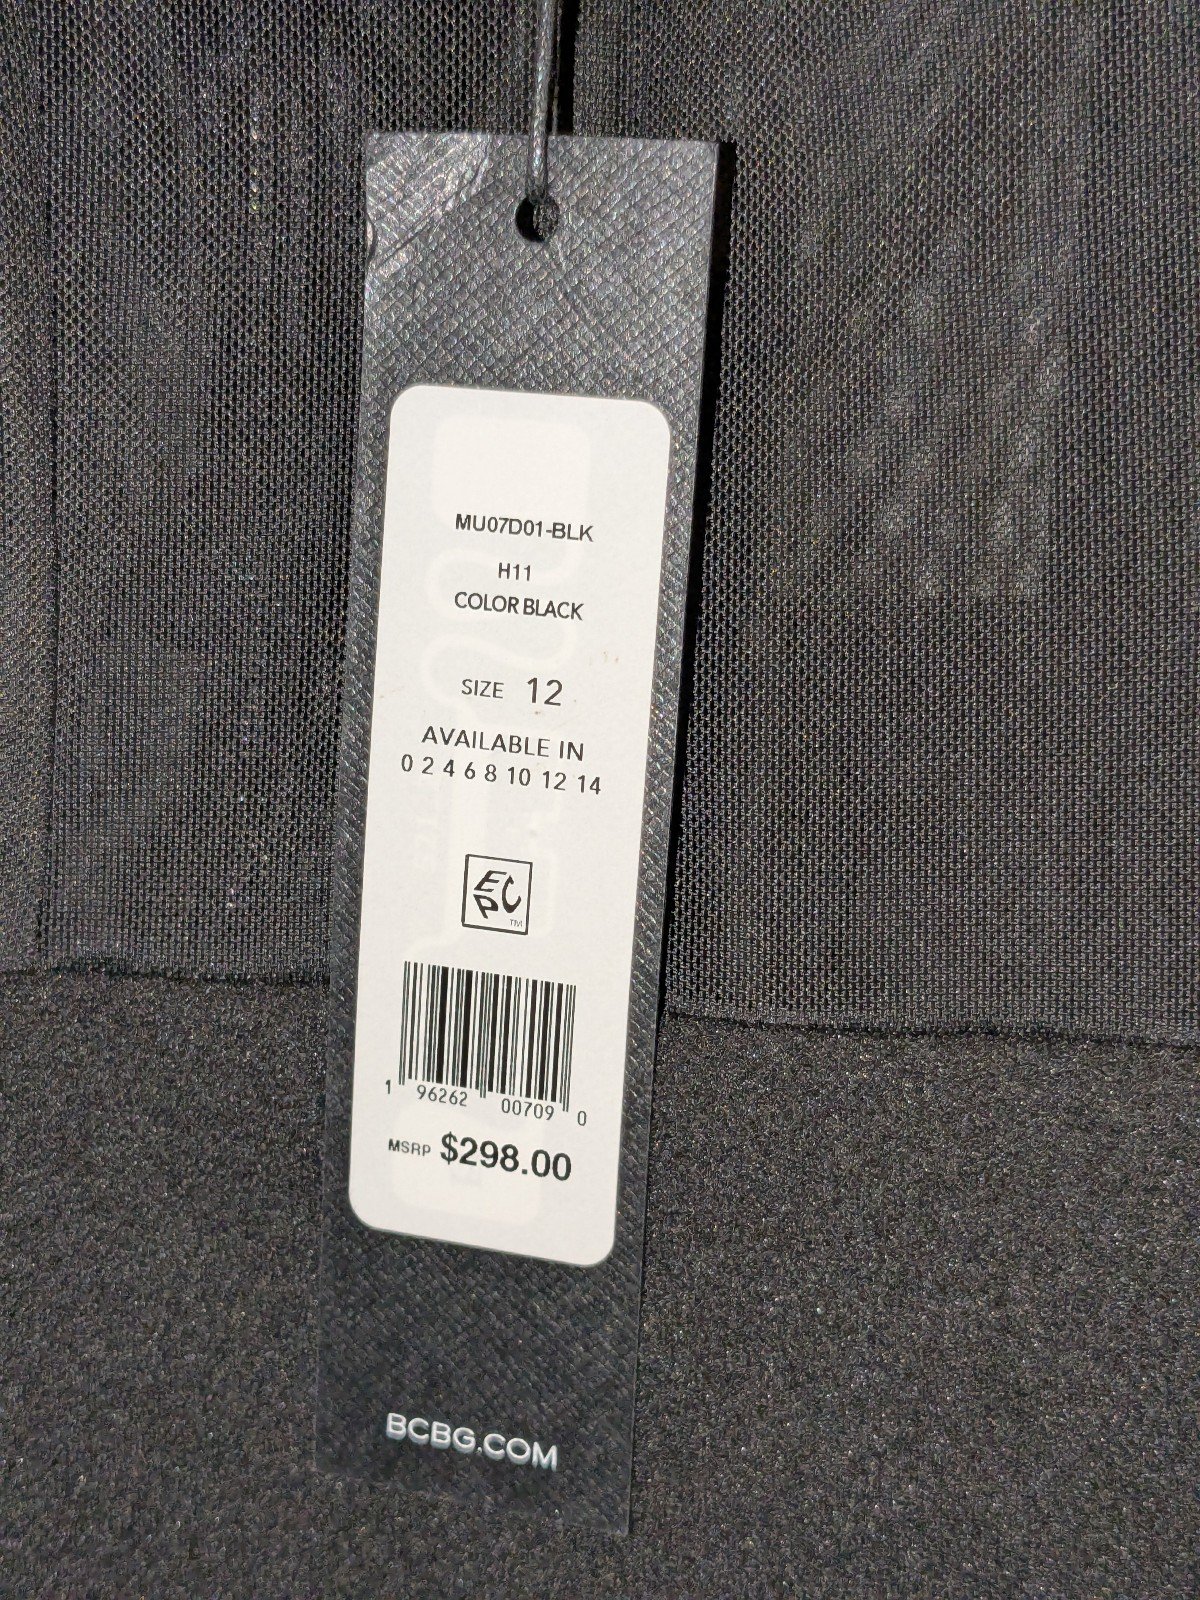 MU07D01-BLK
H11
COLOR BLACK
SIZE 12
AVAILABLE IN
0 2 4 6 8 10 12 14
EPC™
1 96262 00709 0
MSRP $298.00
BCBG.COM